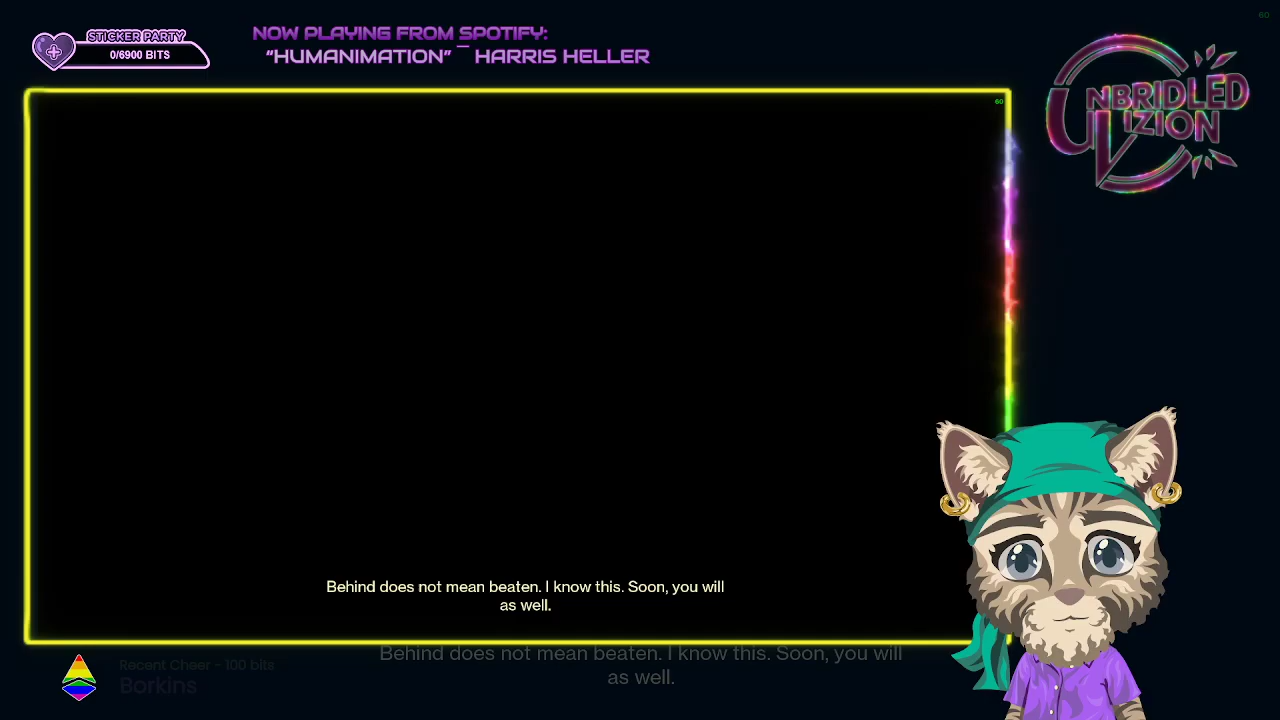 60
STICKER PARTY
0/6900 BITS
NOW PLAYING FROM SPOTIFY:
"HUMANIMATION" — HARRIS HELLER
UNBRIDLED
VIZION
60
Behind does not mean beaten. I know this. Soon, you will
as well.
Behind does not mean beaten. I know this. Soon, you will
as well.
Recent Cheer - 100 bits
Borkins